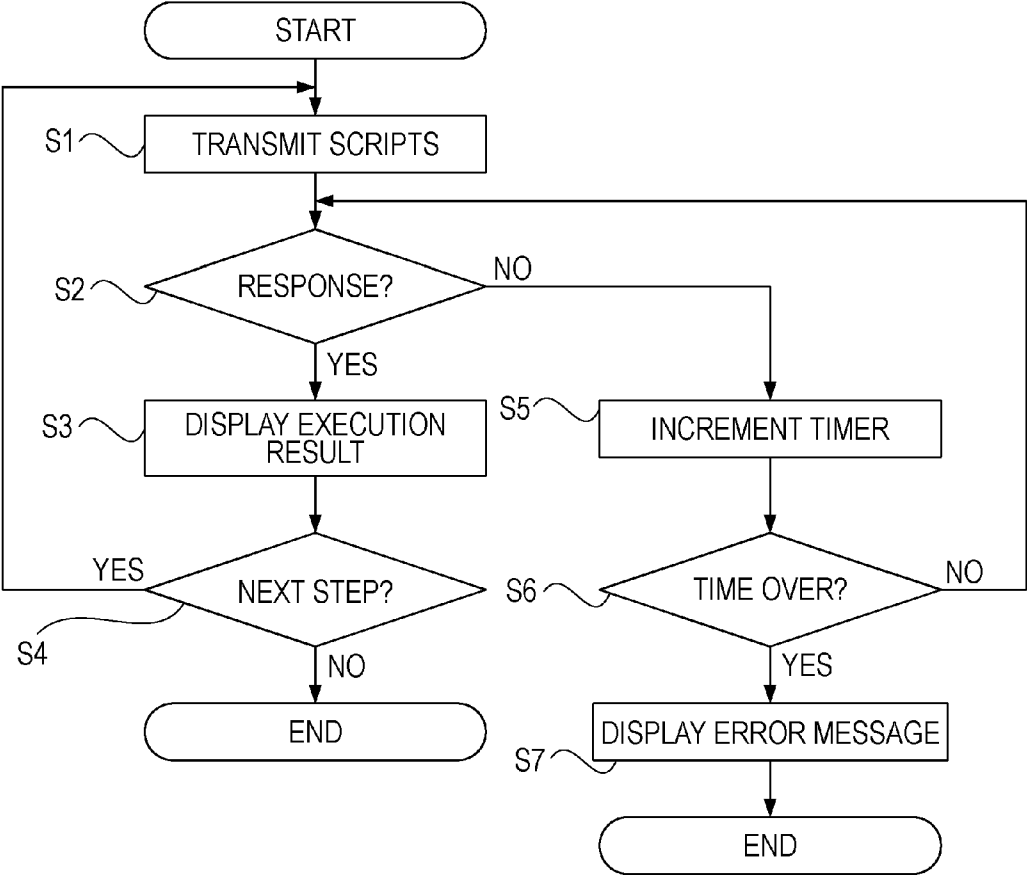 START
S1
TRANSMIT SCRIPTS
S2
RESPONSE?
NO
YES
S3
DISPLAY EXECUTION
RESULT
S5
INCREMENT TIMER
YES
NEXT STEP?
S4
NO
S6
TIME OVER?
NO
YES
END
DISPLAY ERROR MESSAGE
S7
END